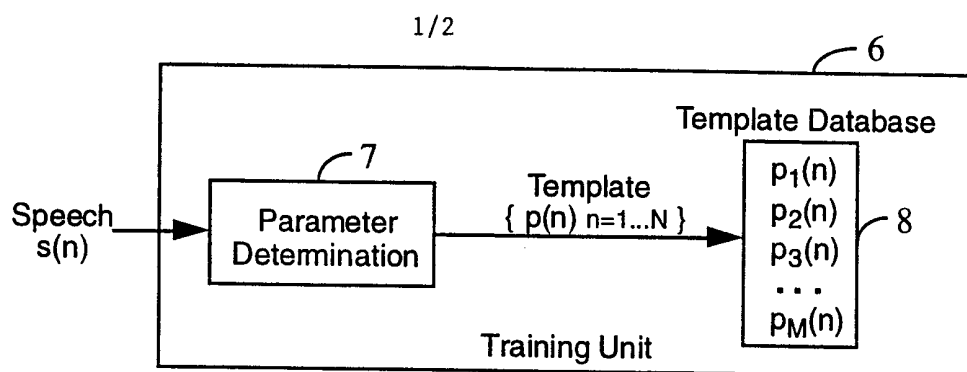 1/2
6
Template Database
7
Template
{ p(n) n=1...N }
Speech
s(n)
Parameter
Determination
p1(n)
p2(n)
p3(n)
...
pM(n)
8
Training Unit